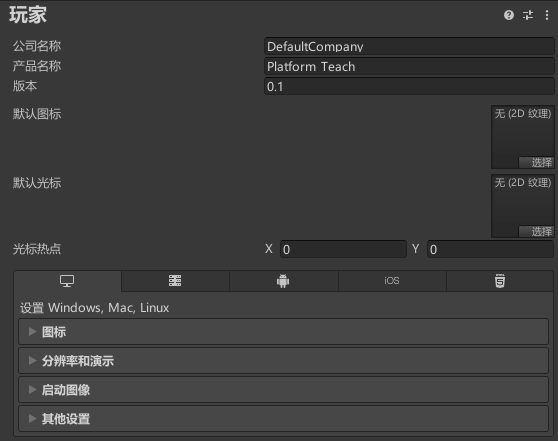 玩家
公司名称 DefaultCompany
产品名称 Platform Teach
版本 0.1
默认图标 无 (2D 纹理)
选择
默认光标 无 (2D 纹理)
选择
光标热点 X 0 Y 0
iOS
设置 Windows, Mac, Linux
图标
分辨率和演示
启动图像
其他设置